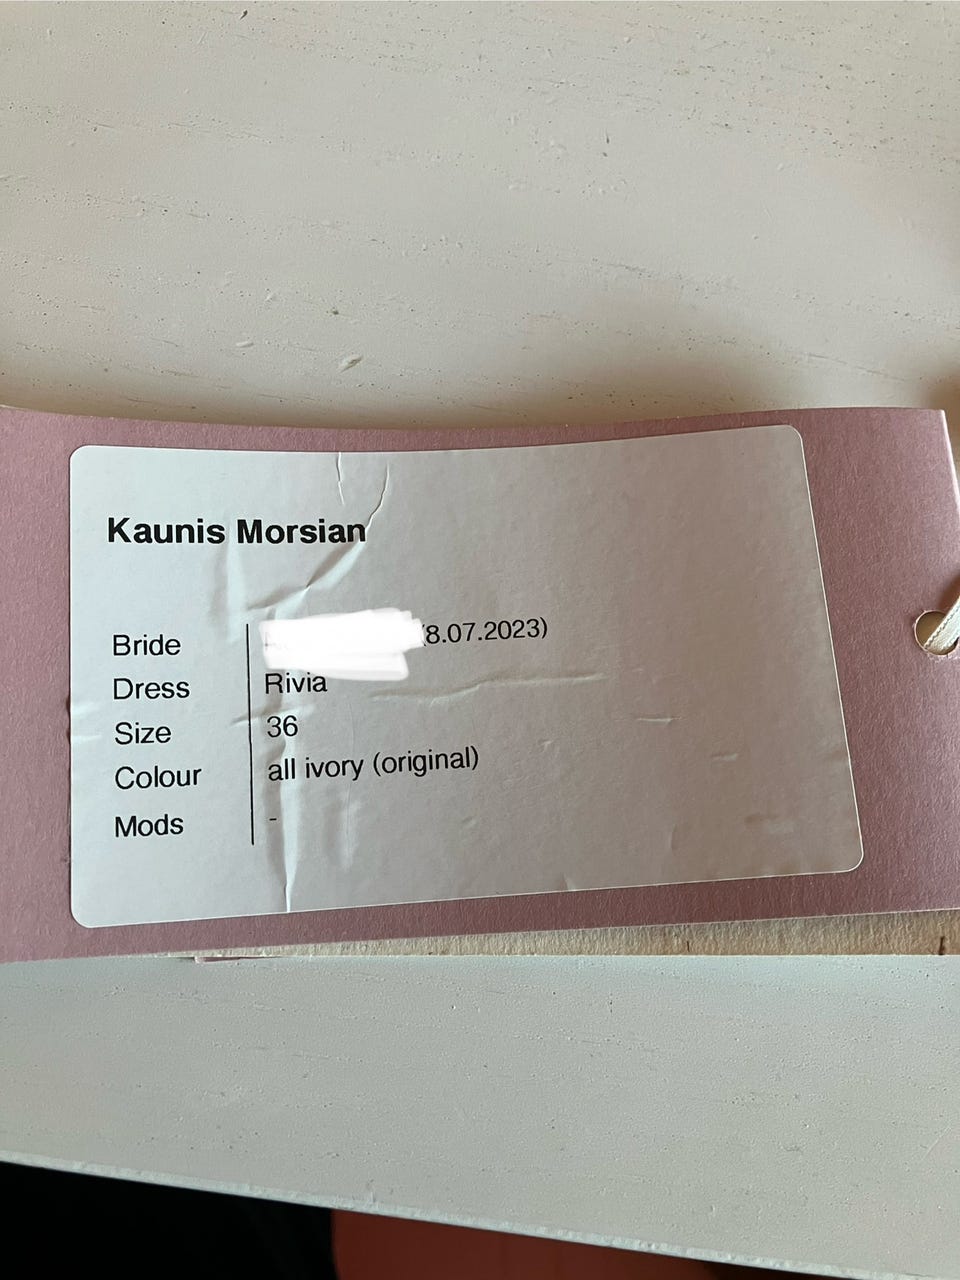 Kaunis Morsian
Bride (8.07.2023)
Dress Rivia
Size 36
Colour all ivory (original)
Mods -